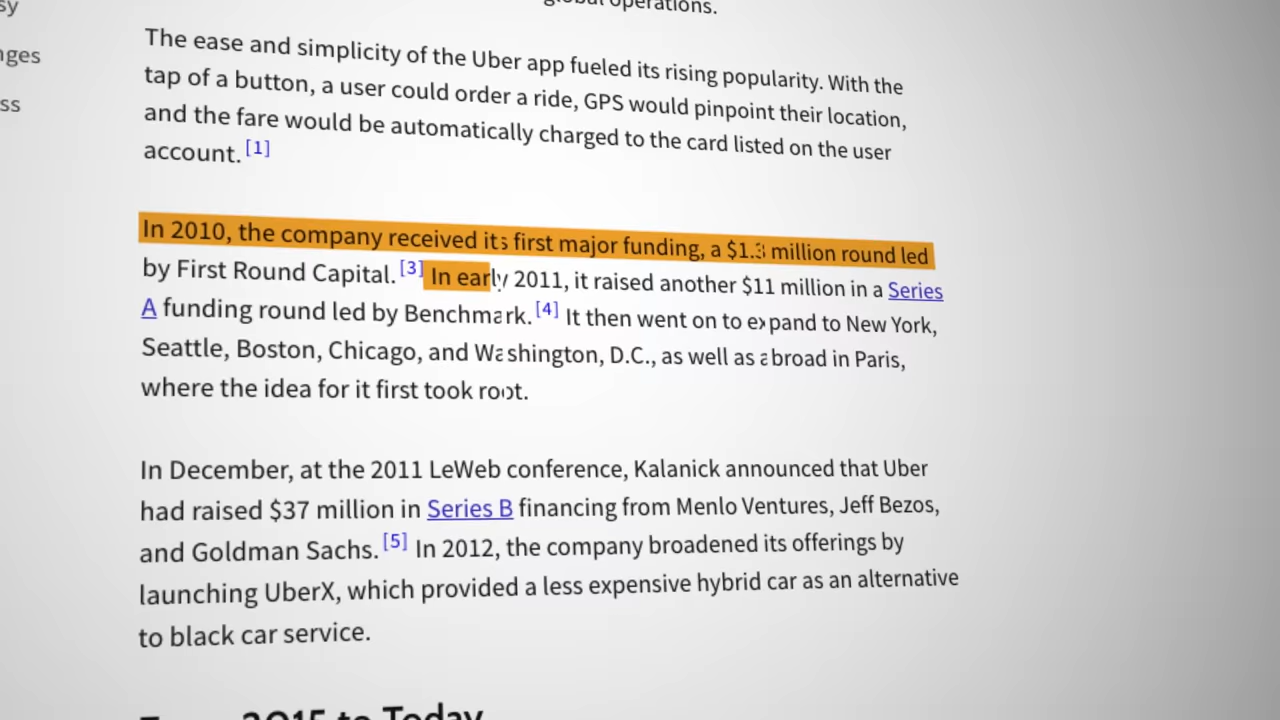 sy
nges
ss
global operations.
The ease and simplicity of the Uber app fueled its rising popularity. With the
tap of a button, a user could order a ride, GPS would pinpoint their location,
and the fare would be automatically charged to the card listed on the user
account.[1]
In 2010, the company received its first major funding, a $1.3 million round led
by First Round Capital.[3] In early 2011, it raised another $11 million in a Series
A funding round led by Benchmark.[4] It then went on to expand to New York,
Seattle, Boston, Chicago, and Washington, D.C., as well as abroad in Paris,
where the idea for it first took root.
In December, at the 2011 LeWeb conference, Kalanick announced that Uber
had raised $37 million in Series B financing from Menlo Ventures, Jeff Bezos,
and Goldman Sachs.[5] In 2012, the company broadened its offerings by
launching UberX, which provided a less expensive hybrid car as an alternative
to black car service.
2015 to Today